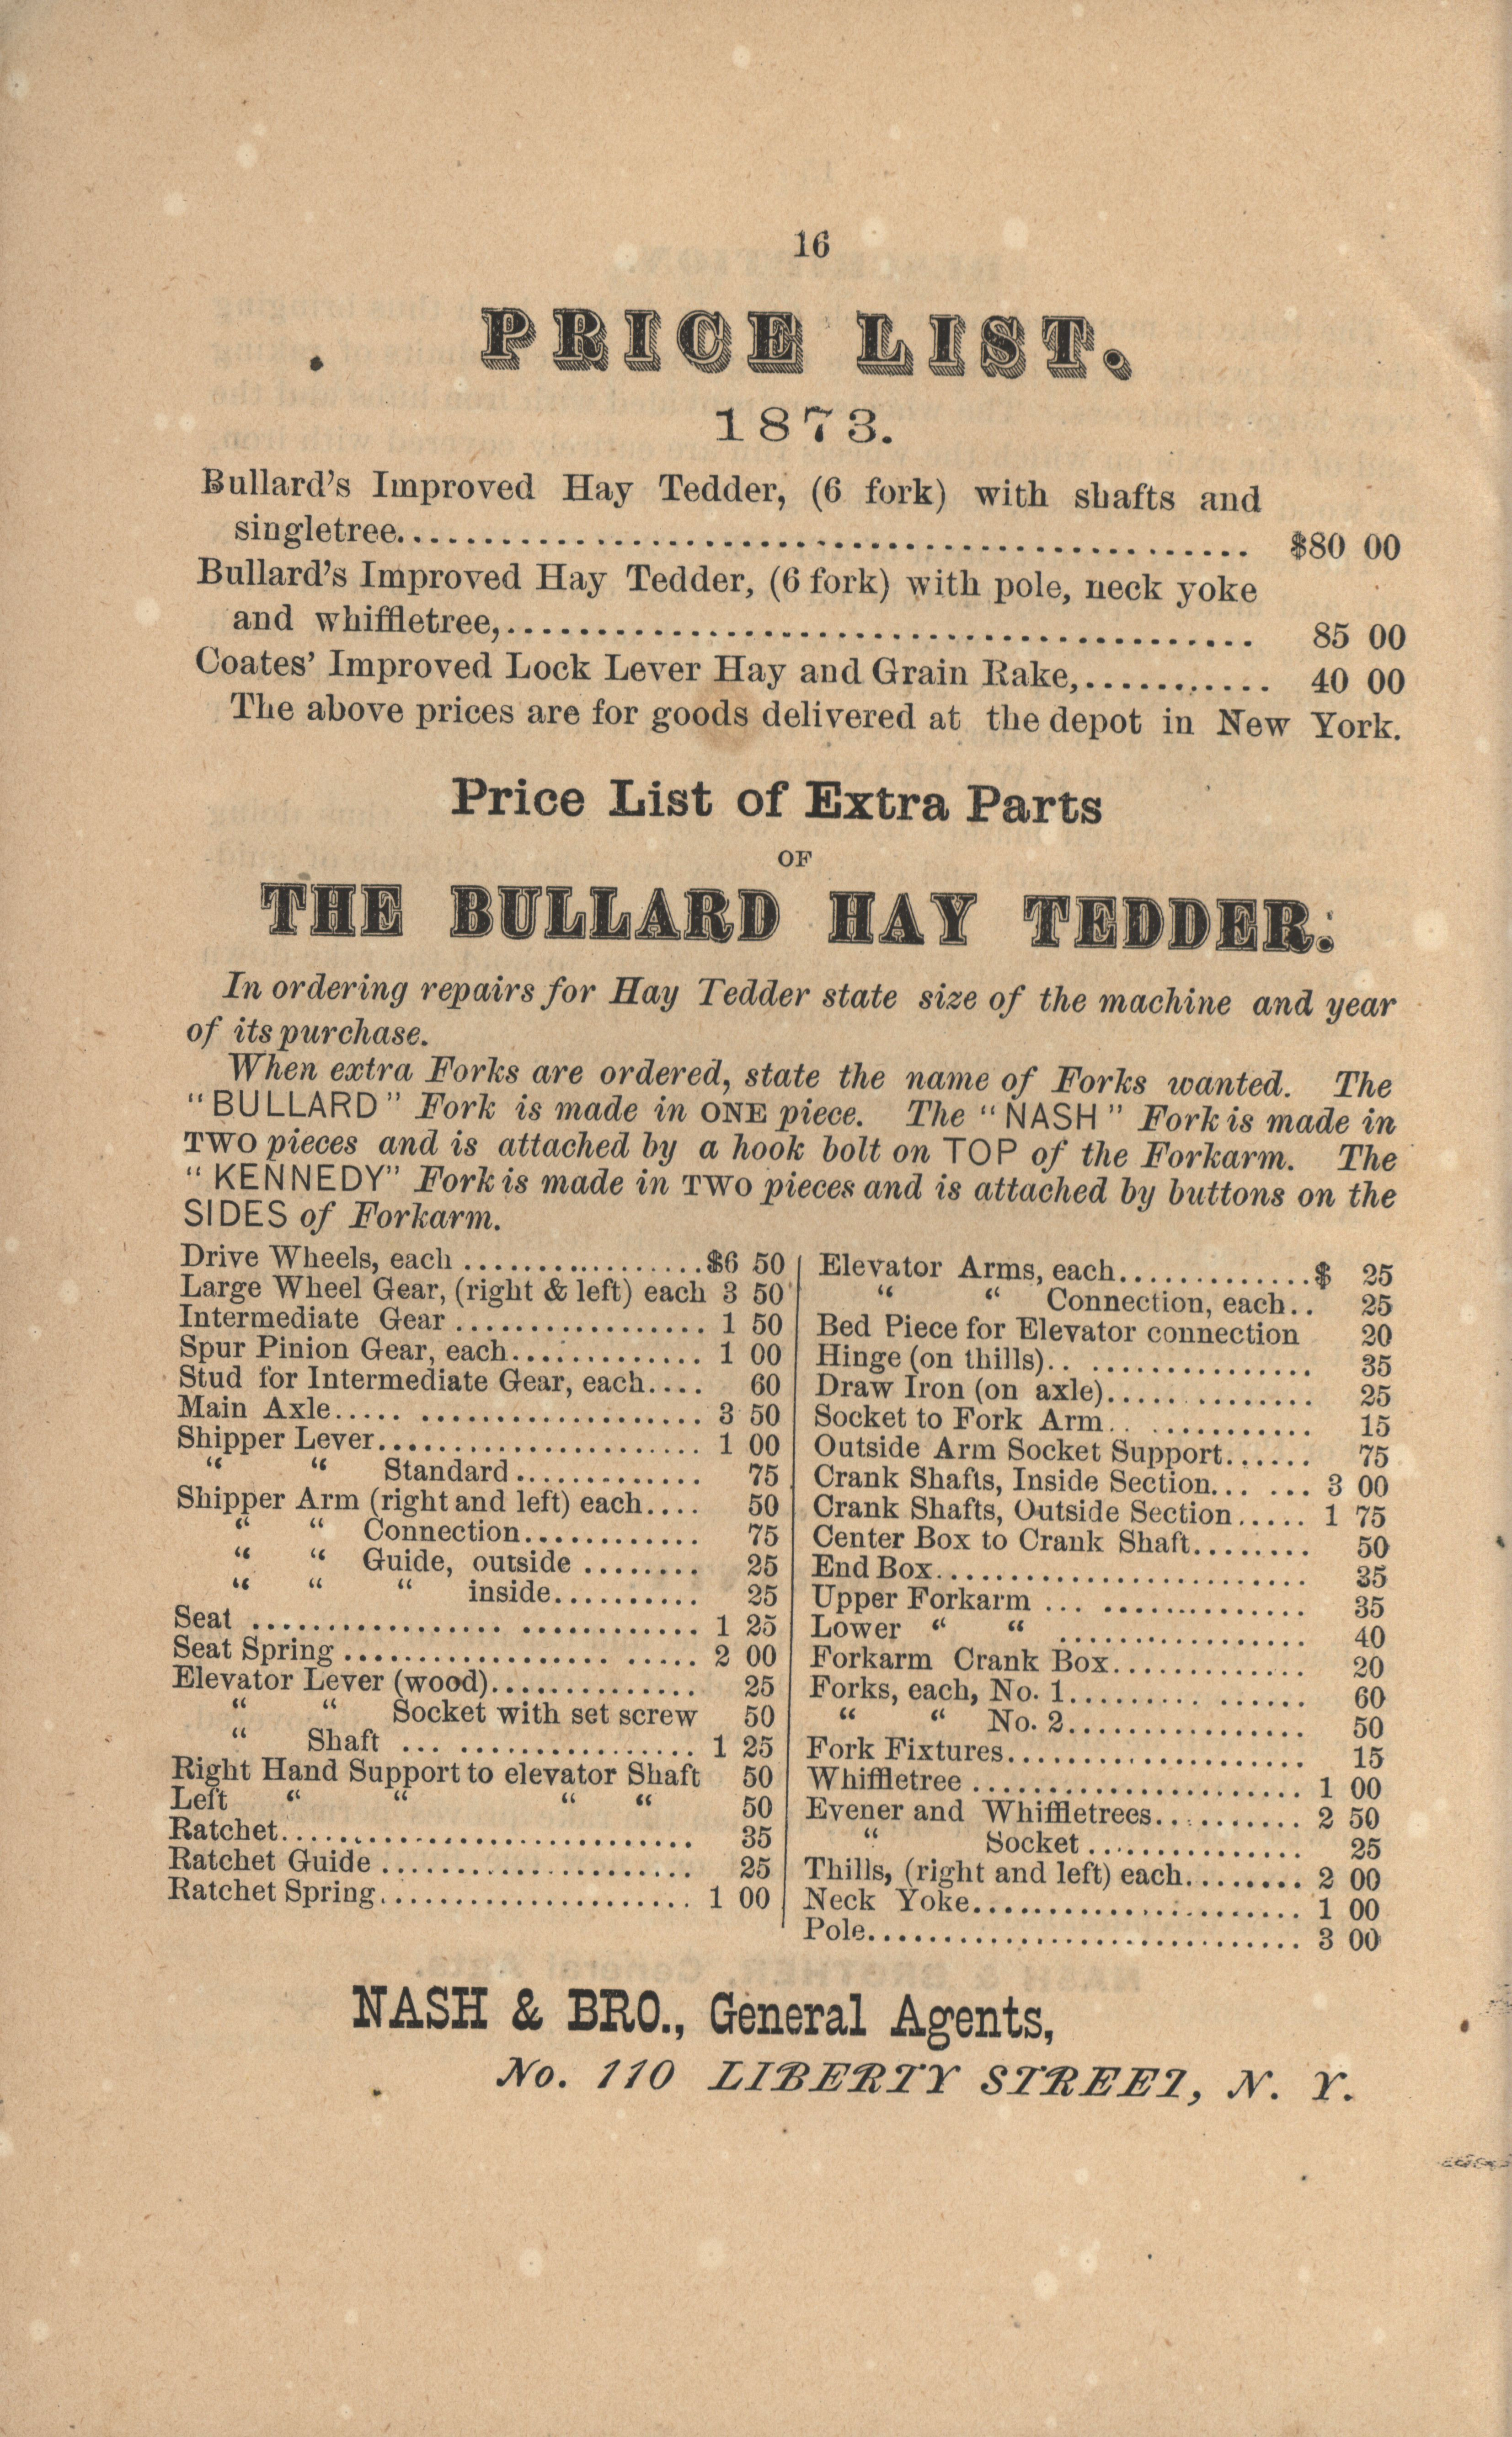 16
PRICE LIST.
1873.
Bullard's Improved Hay Tedder, (6 fork) with shafts and
singletree........................................ $80 00
Bullard's Improved Hay Tedder, (6 fork) with pole, neck yoke
and whiffletree,........................................ 85 00
Coates' Improved Lock Lever Hay and Grain Rake,........... 40 00
The above prices are for goods delivered at the depot in New York.
Price List of Extra Parts
OF
THE BULLARD HAY TEDDER.
In ordering repairs for Hay Tedder state size of the machine and year
of its purchase.
When extra Forks are ordered, state the name of Forks wanted. The
"BULLARD" Fork is made in ONE piece. The "NASH" Fork is made in
TWO pieces and is attached by a hook bolt on TOP of the Forkarm. The
"KENNEDY" Fork is made in TWO pieces and is attached by buttons on the
SIDES of Forkarm.
Drive Wheels, each ................$6 50
Large Wheel Gear, (right & left) each 3 50
Intermediate Gear ................. 1 50
Spur Pinion Gear, each............. 1 00
Stud for Intermediate Gear, each.... 60
Main Axle..... ................... 3 50
Shipper Lever...................... 1 00
" " Standard............. 75
Shipper Arm (right and left) each.... 50
" " Connection............ 75
" " Guide, outside ........ 25
" " " inside.......... 25
Seat ................. ............ 1 25
Seat Spring .................. ..... 2 00
Elevator Lever (wood).............. 25
" " Socket with set screw 50
" Shaft ... ................ 1 25
Right Hand Support to elevator Shaft 50
Left " " " " 50
Ratchet............................ 35
Ratchet Guide ..................... 25
Ratchet Spring..................... 1 00
Elevator Arms, each.............$ 25
" " Connection, each.. 25
Bed Piece for Elevator connection 20
Hinge (on thills).. ............... 35
Draw Iron (on axle)..... ........ 25
Socket to Fork Arm.. ........... 15
Outside Arm Socket Support...... 75
Crank Shafts, Inside Section... ... 3 00
Crank Shafts, Outside Section..... 1 75
Center Box to Crank Shaft........ 50
End Box......................... 35
Upper Forkarm ... .............. 35
Lower " " ................. 40
Forkarm Crank Box............. 20
Forks, each, No. 1......... ...... 60
" " No. 2................ 50
Fork Fixtures.................... 15
Whiffletree ...................... 1 00
Evener and Whiffletrees.......... 2 50
" Socket............... 25
Thills, (right and left) each........ 2 00
Neck Yoke...................... 1 00
Pole............................. 3 00
NASH & BRO., General Agents,
No. 110 LIBERTY STREET, N. Y.